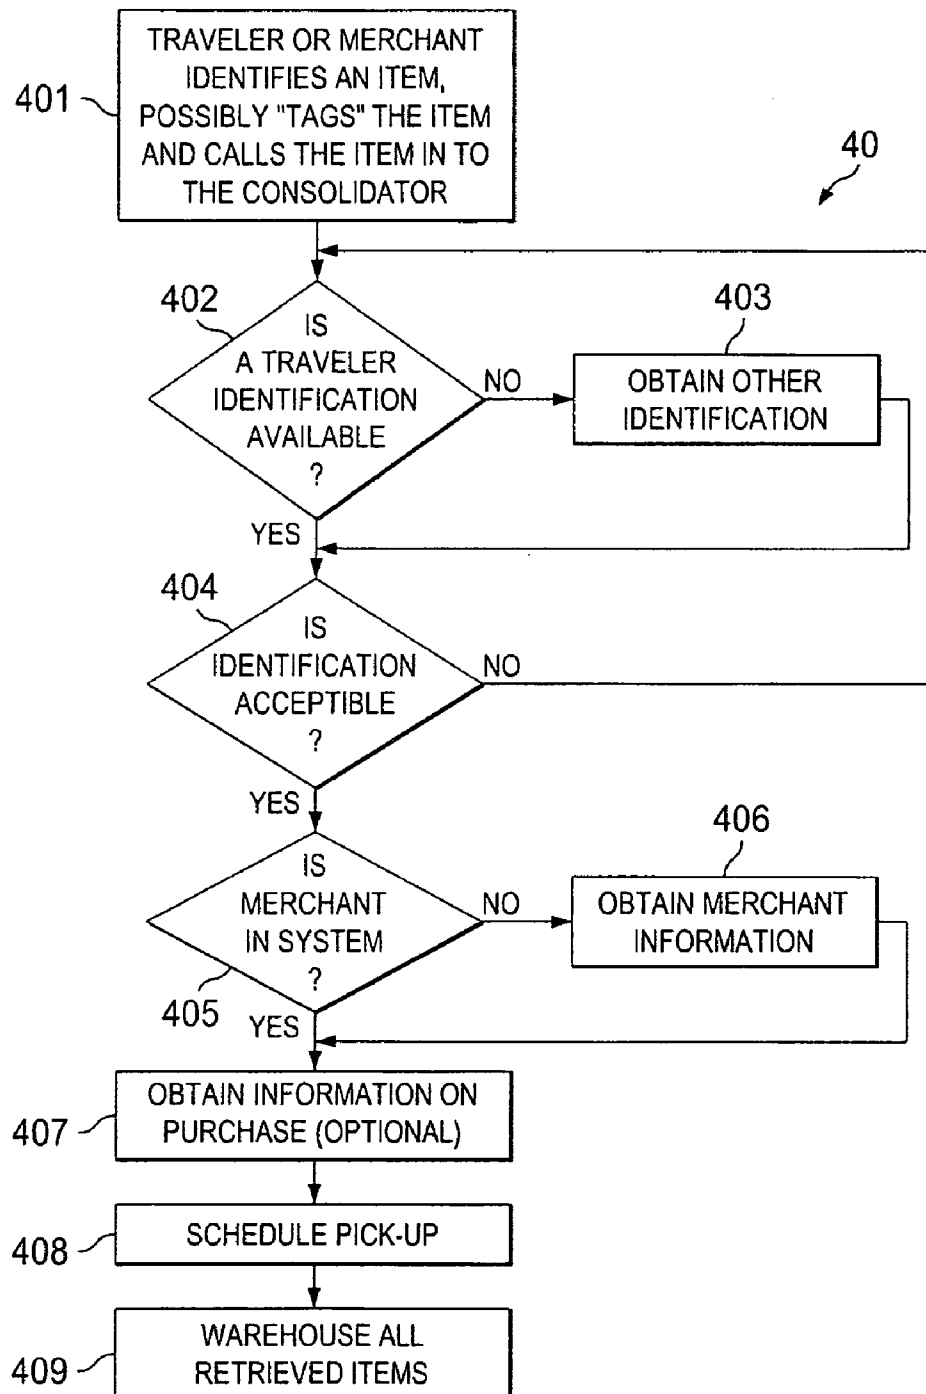 401
TRAVELER OR MERCHANT
IDENTIFIES AN ITEM,
POSSIBLY "TAGS" THE ITEM
AND CALLS THE ITEM IN TO
THE CONSOLIDATOR
40
402
IS
A TRAVELER
IDENTIFICATION
AVAILABLE
?
NO
YES
403
OBTAIN OTHER
IDENTIFICATION
404
IS
IDENTIFICATION
ACCEPTIBLE
?
NO
YES
405
IS
MERCHANT
IN SYSTEM
?
NO
YES
406
OBTAIN MERCHANT
INFORMATION
407
OBTAIN INFORMATION ON
PURCHASE (OPTIONAL)
408
SCHEDULE PICK-UP
409
WAREHOUSE ALL
RETRIEVED ITEMS